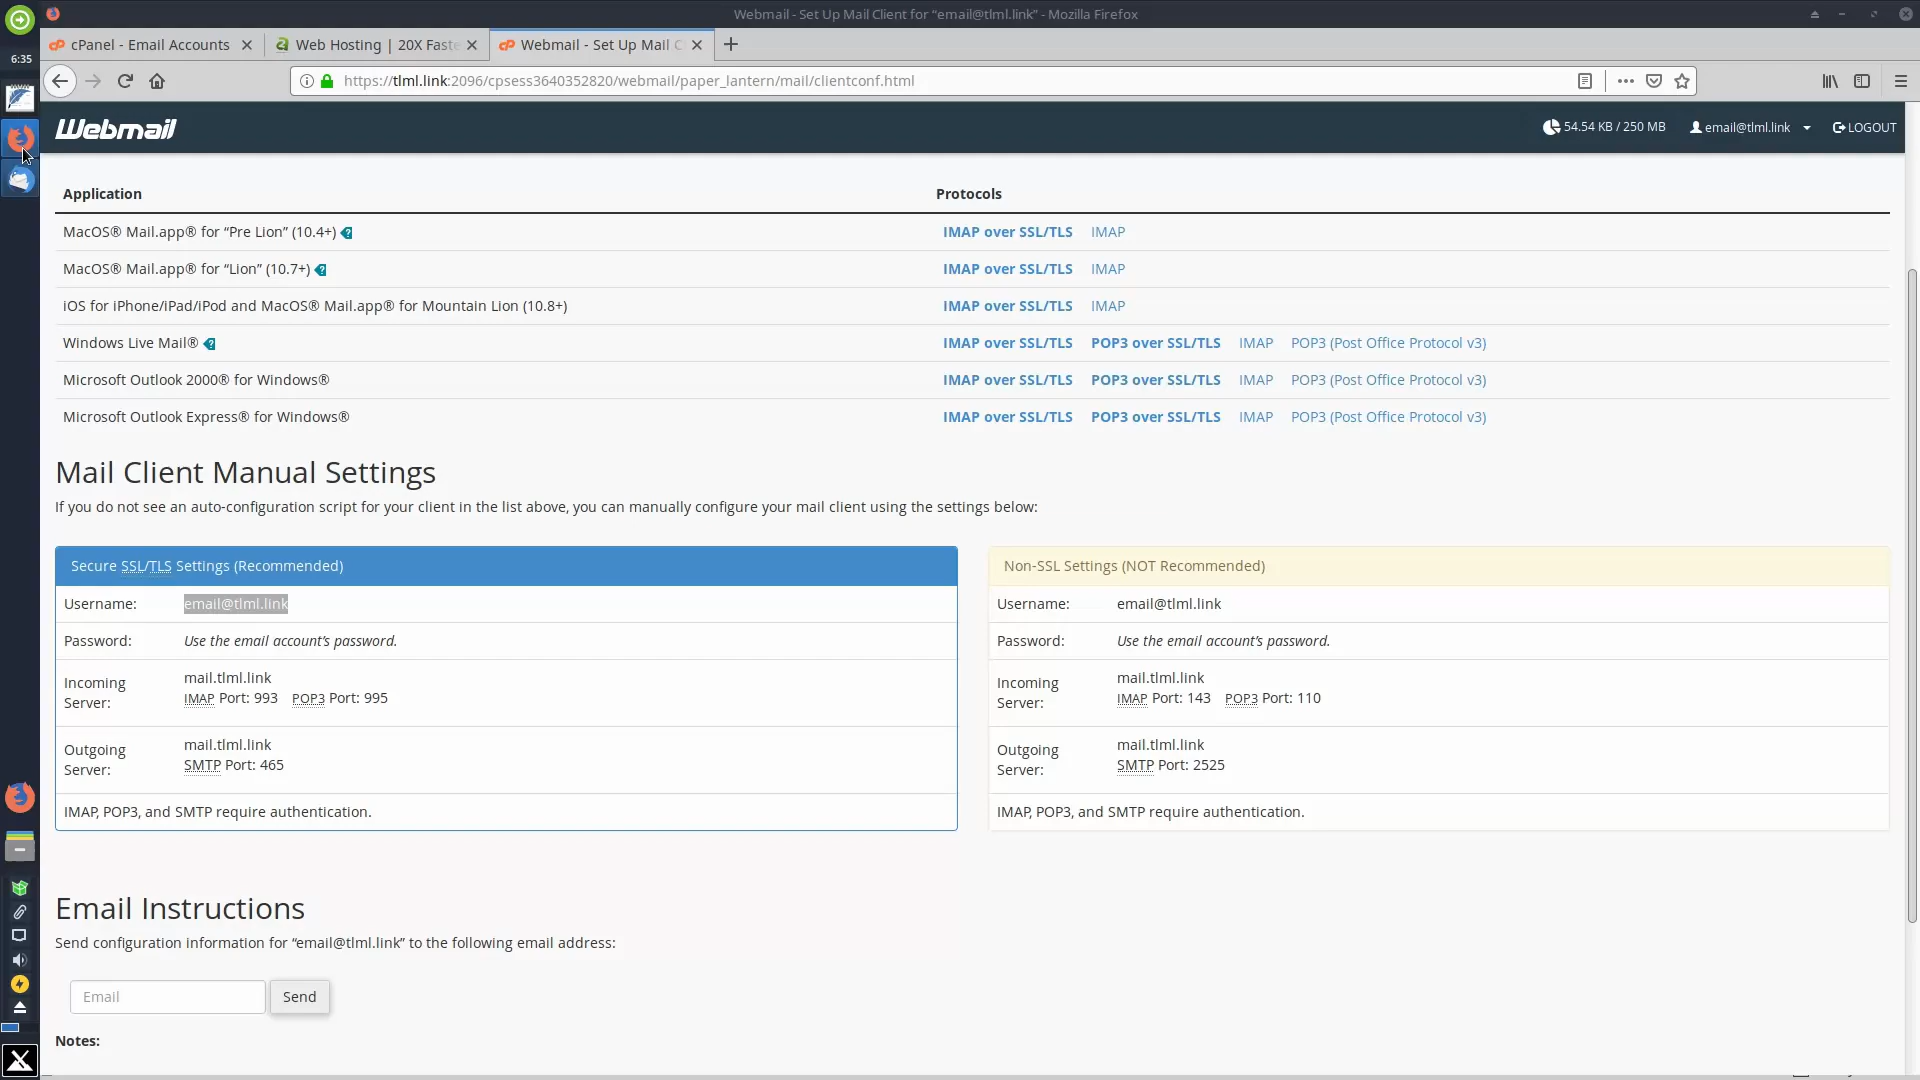 Webmail - Set Up Mail Client for “email@tlml.link” - Mozilla Firefox
cPanel - Email Accounts
Web Hosting | 20X Faste
Webmail - Set Up Mail C
6:35
https://tlml.link:2096/cpsess3640352820/webmail/paper_lantern/mail/clientconf.html
Webmail
54.54 KB / 250 MB
email@tlml.link
LOGOUT
Application Protocols
MacOS® Mail.app® for “Pre Lion” (10.4+) IMAP over SSL/TLS IMAP
MacOS® Mail.app® for “Lion” (10.7+) IMAP over SSL/TLS IMAP
iOS for iPhone/iPad/iPod and MacOS® Mail.app® for Mountain Lion (10.8+) IMAP over SSL/TLS IMAP
Windows Live Mail® IMAP over SSL/TLS POP3 over SSL/TLS IMAP POP3 (Post Office Protocol v3)
Microsoft Outlook 2000® for Windows® IMAP over SSL/TLS POP3 over SSL/TLS IMAP POP3 (Post Office Protocol v3)
Microsoft Outlook Express® for Windows® IMAP over SSL/TLS POP3 over SSL/TLS IMAP POP3 (Post Office Protocol v3)
Mail Client Manual Settings
If you do not see an auto-configuration script for your client in the list above, you can manually configure your mail client using the settings below:
Secure SSL/TLS Settings (Recommended)
Username: email@tlml.link
Password: Use the email account’s password.
Incoming Server: mail.tlml.link
IMAP Port: 993 POP3 Port: 995
Outgoing Server: mail.tlml.link
SMTP Port: 465
IMAP, POP3, and SMTP require authentication.
Non-SSL Settings (NOT Recommended)
Username: email@tlml.link
Password: Use the email account’s password.
Incoming Server: mail.tlml.link
IMAP Port: 143 POP3 Port: 110
Outgoing Server: mail.tlml.link
SMTP Port: 2525
IMAP, POP3, and SMTP require authentication.
Email Instructions
Send configuration information for “email@tlml.link” to the following email address:
Email
Send
Notes: